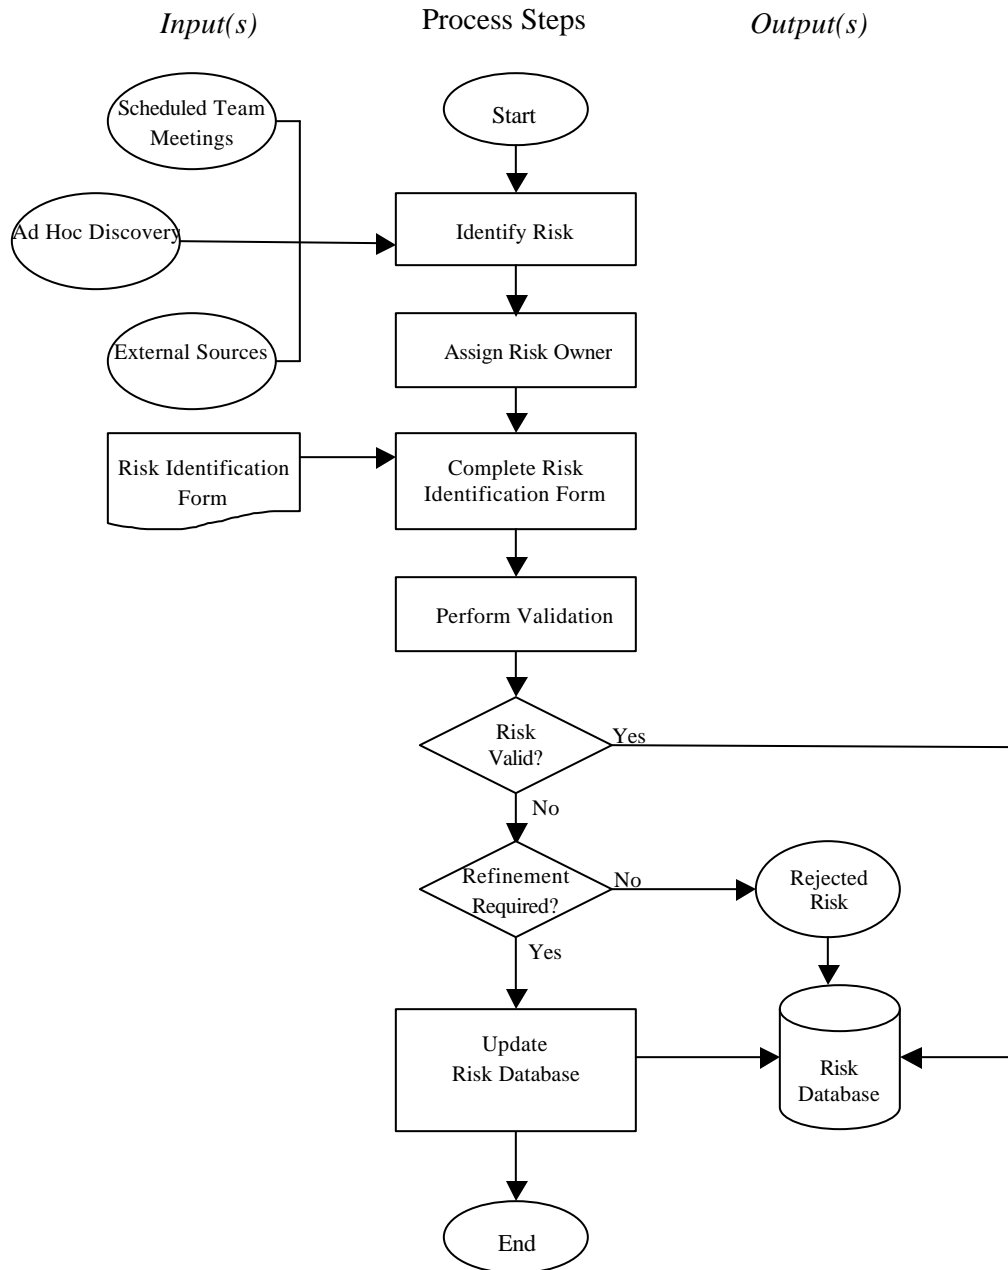 Input(s)
Process Steps
Output(s)
Scheduled Team
Meetings
Start
Ad Hoc Discovery
Identify Risk
External Sources
Assign Risk Owner
Risk Identification
Form
Complete Risk
Identification Form
Perform Validation
Risk
Valid?
Yes
No
Refinement
Required?
No
Rejected
Risk
Yes
Update
Risk Database
Risk
Database
End